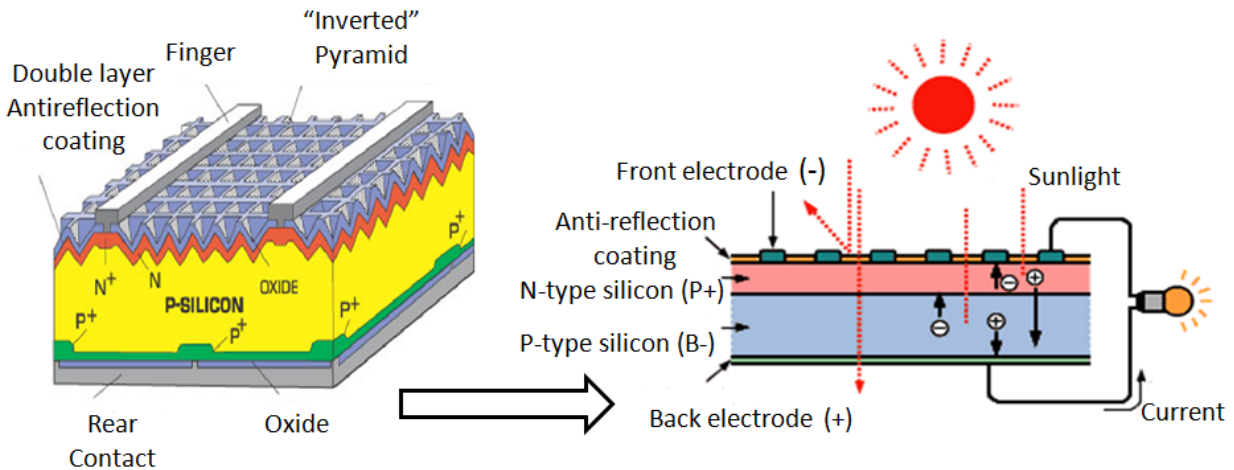 “Inverted”
Pyramid
Finger
Double layer
Antireflection
coating
N+
N
OXIDE
P+
P-SILICON
P+
P+
P+
Rear
Contact
Oxide
Front electrode (-)
Sunlight
Anti-reflection
coating
N-type silicon (P+)
P-type silicon (B-)
Back electrode (+)
Current
-
+
-
+